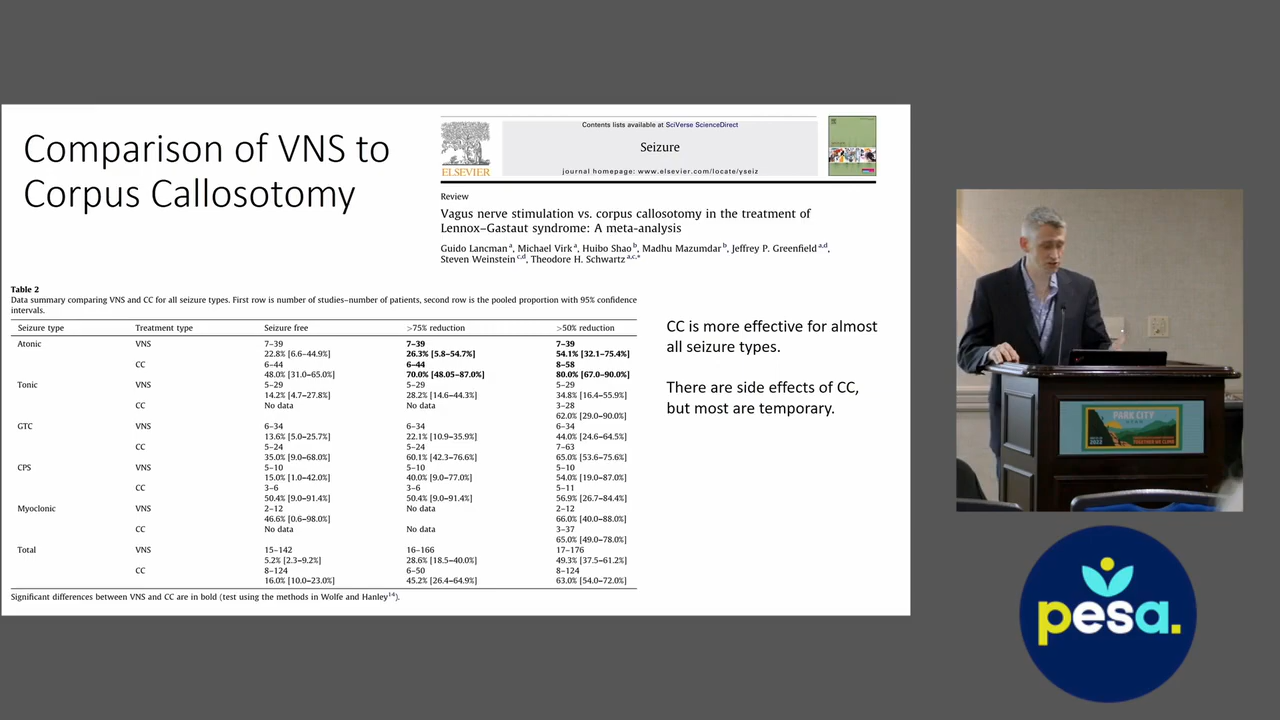 Comparison of VNS to
Corpus Callosotomy
ELSEVIER
Contents lists available at SciVerse ScienceDirect
Seizure
journal homepage: www.elsevier.com/locate/yseiz
Review
Vagus nerve stimulation vs. corpus callosotomy in the treatment of
Lennox–Gastaut syndrome: A meta-analysis
Guido Lancman a, Michael Virk a, Huibo Shao b, Madhu Mazumdar b, Jeffrey P. Greenfield a,d,
Steven Weinstein c,d, Theodore H. Schwartz a,c,*
Table 2
Data summary comparing VNS and CC for all seizure types. First row is number of studies–number of patients, second row is the pooled proportion with 95% confidence
intervals.
Seizure type Treatment type Seizure free >75% reduction >50% reduction
Atonic VNS 7–39 7–39 7–39
22.8% [6.6–44.9%] 26.3% [5.8–54.7%] 54.1% [32.1–75.4%]
CC 6–44 6–44 8–58
48.0% [31.0–65.0%] 70.0% [48.05–87.0%] 80.0% [67.0–90.0%]
Tonic VNS 5–29 5–29 5–29
14.2% [4.7–27.8%] 28.2% [14.6–44.3%] 34.8% [16.4–55.9%]
CC No data No data 3–28
62.0% [29.0–90.0%]
GTC VNS 6–34 6–34 6–34
13.6% [5.0–25.7%] 22.1% [10.9–35.9%] 44.0% [24.6–64.5%]
CC 5–24 5–24 7–63
35.0% [9.0–68.0%] 60.1% [42.3–76.6%] 65.0% [53.6–75.6%]
CPS VNS 5–10 5–10 5–10
15.0% [1.0–42.0%] 40.0% [9.0–77.0%] 54.0% [19.0–87.0%]
CC 3–6 3–6 5–11
50.4% [9.0–91.4%] 50.4% [9.0–91.4%] 56.9% [26.7–84.4%]
Myoclonic VNS 2–12 No data 2–12
46.6% [0.6–98.0%] 66.0% [40.0–88.0%]
CC No data No data 3–37
65.0% [49.0–78.0%]
Total VNS 15–142 16–166 17–176
5.2% [2.3–9.2%] 28.6% [18.5–40.0%] 49.3% [37.5–61.2%]
CC 8–124 6–50 8–124
16.0% [10.0–23.0%] 45.2% [26.4–64.9%] 63.0% [54.0–72.0%]
Significant differences between VNS and CC are in bold (test using the methods in Wolfe and Hanley14).
CC is more effective for almost
all seizure types.
There are side effects of CC,
but most are temporary.
PARK CITY
UTAH
2022
TOGETHER WE CLIMB
pesa.